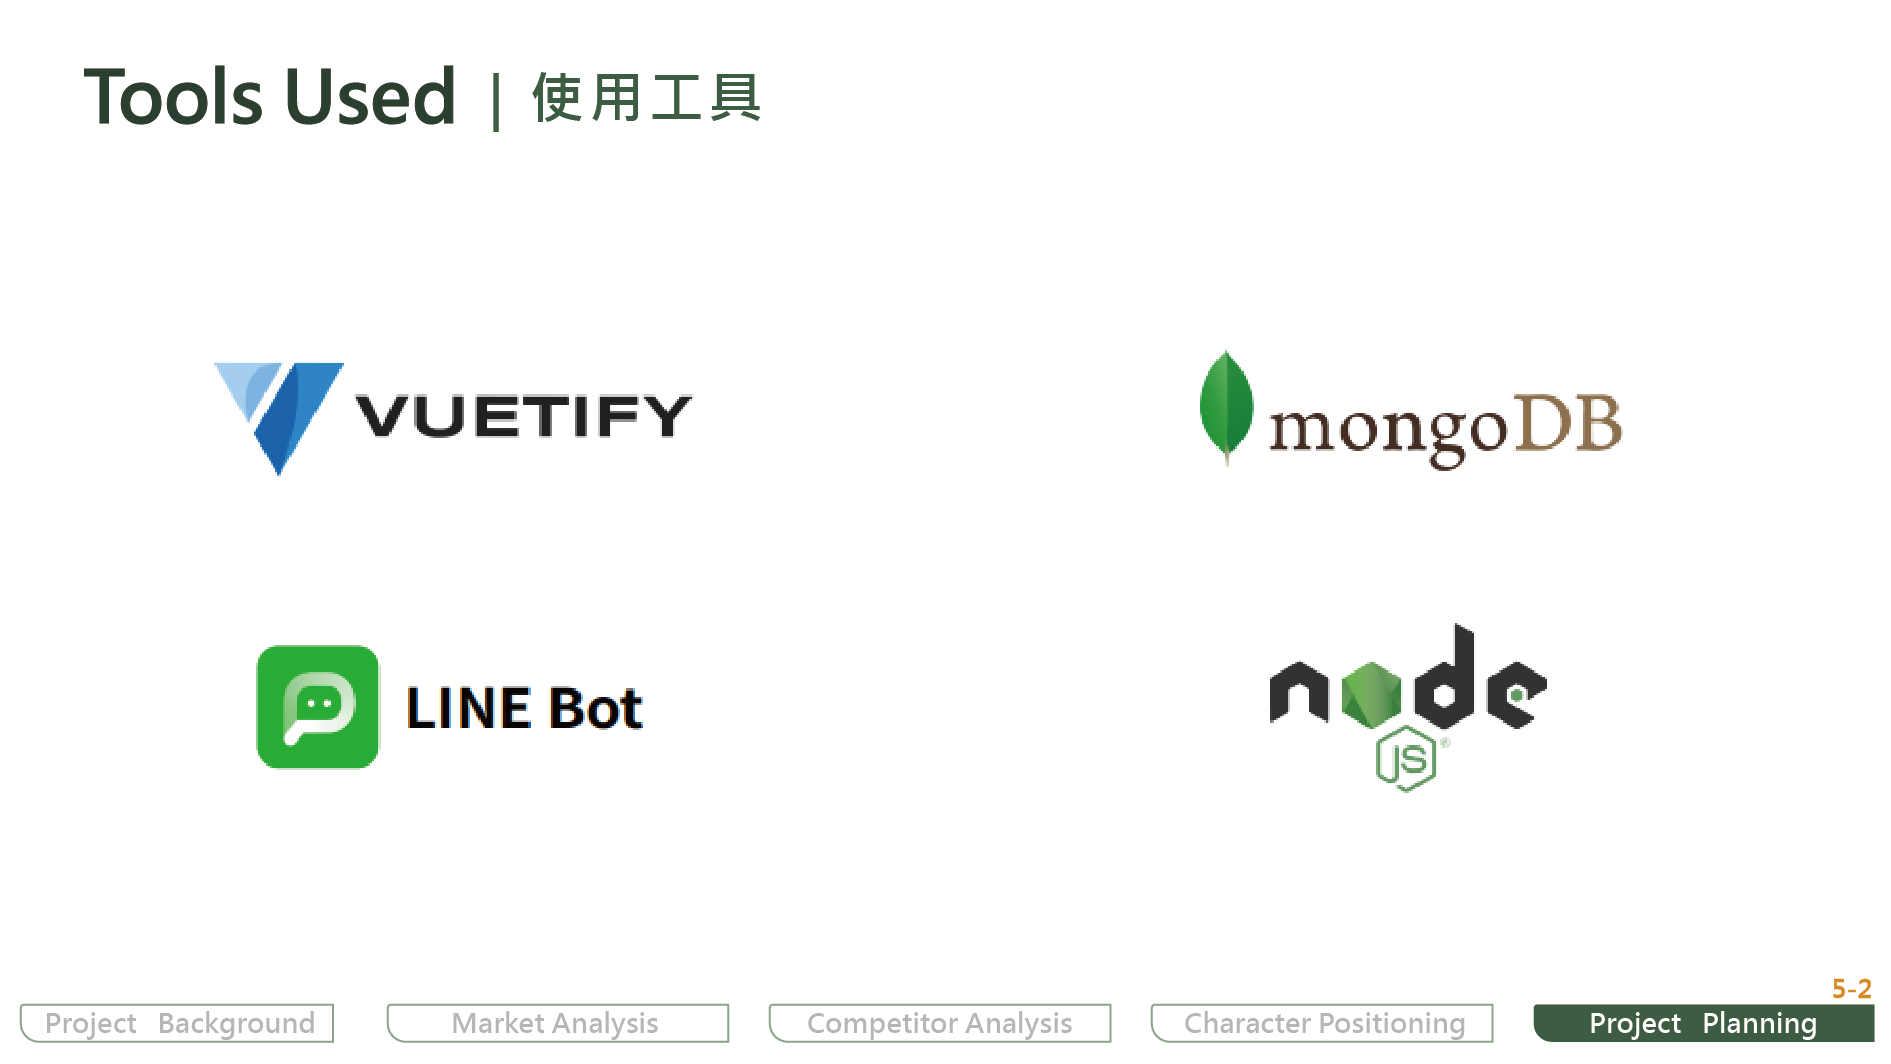 Tools Used | 使用工具
VUETIFY
mongoDB
LINE Bot
node
JS
5-2
Project Background
Market Analysis
Competitor Analysis
Character Positioning
Project Planning